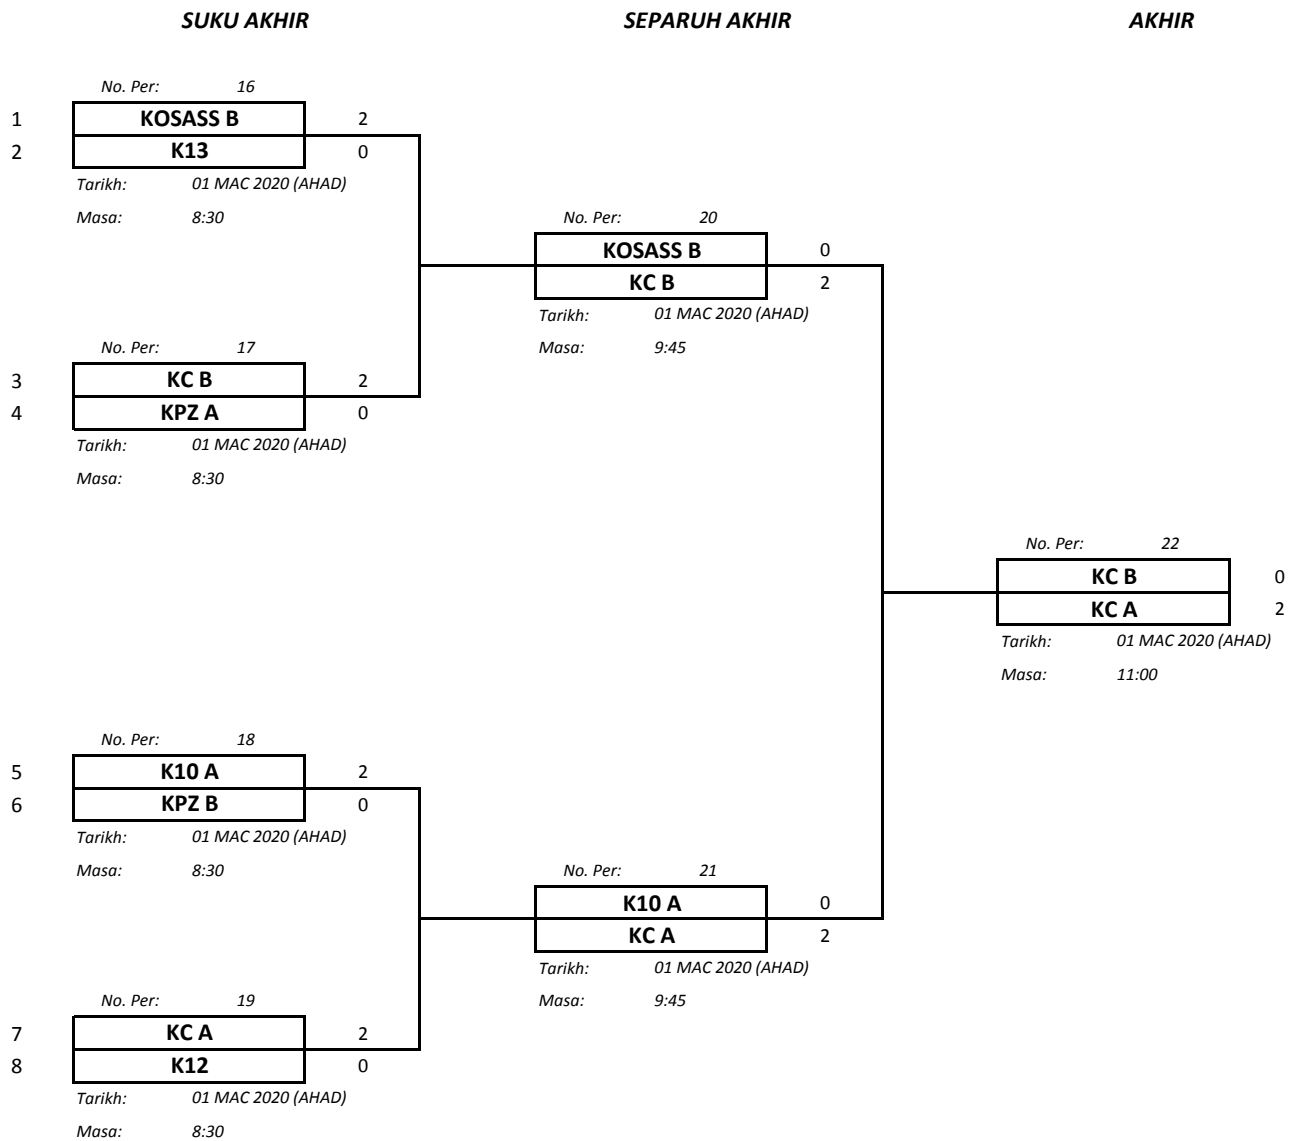 SUKU AKHIR SEPARUH AKHIR AKHIR
No. Per: 16
1 KOSASS B 2
2 K13 0
Tarikh: 01 MAC 2020 (AHAD)
Masa: 8:30
No. Per: 20
KOSASS B 0
KC B 2
Tarikh: 01 MAC 2020 (AHAD)
Masa: 9:45
No. Per: 17
3 KC B 2
4 KPZ A 0
Tarikh: 01 MAC 2020 (AHAD)
Masa: 8:30
No. Per: 22
KC B 0
KC A 2
Tarikh: 01 MAC 2020 (AHAD)
Masa: 11:00
No. Per: 18
5 K10 A 2
6 KPZ B 0
Tarikh: 01 MAC 2020 (AHAD)
Masa: 8:30
No. Per: 21
K10 A 0
KC A 2
Tarikh: 01 MAC 2020 (AHAD)
Masa: 9:45
No. Per: 19
7 KC A 2
8 K12 0
Tarikh: 01 MAC 2020 (AHAD)
Masa: 8:30